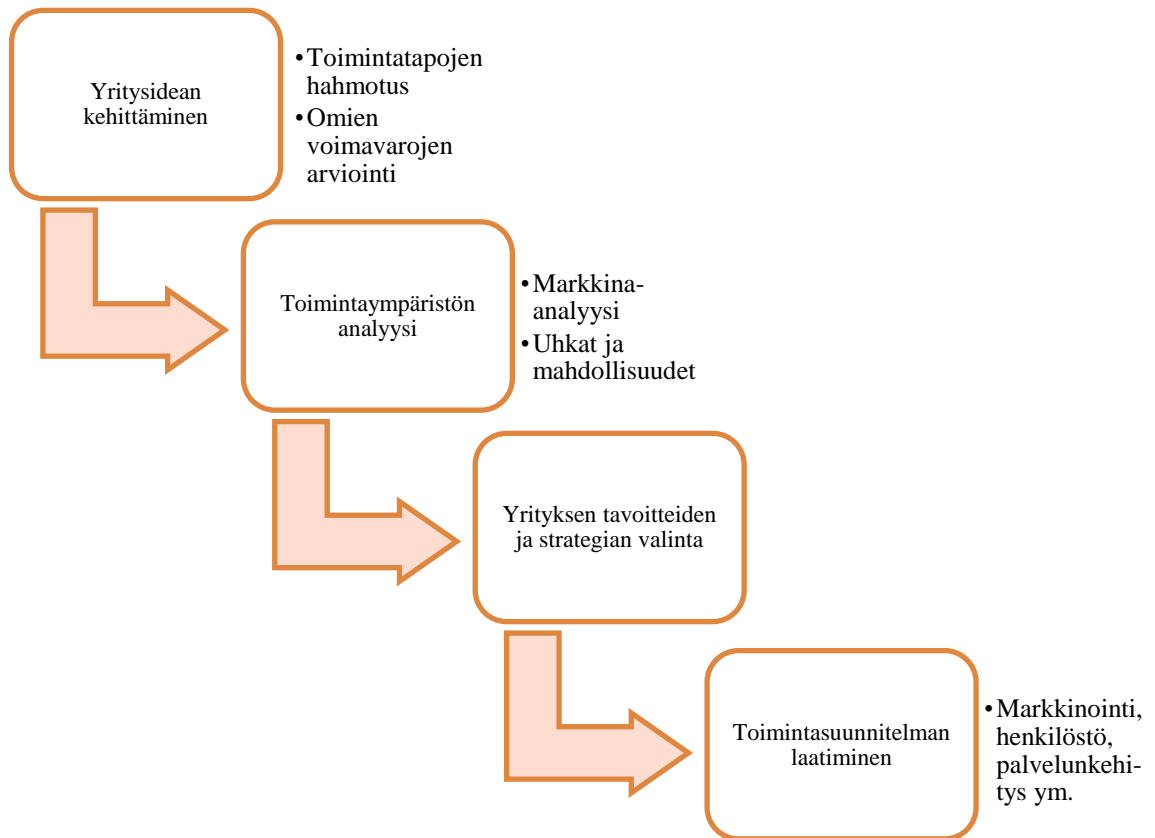 Yritysidean
kehittäminen
•Toimintatapojen
hahmotus
•Omien
voimavarojen
arviointi
Toimintaympäristön
analyysi
•Markkina-
analyysi
•Uhkat ja
mahdollisuudet
Yrityksen tavoitteiden
ja strategian valinta
Toimintasuunnitelman
laatiminen
•Markkinointi,
henkilöstö,
palvelunkehi-
tys ym.